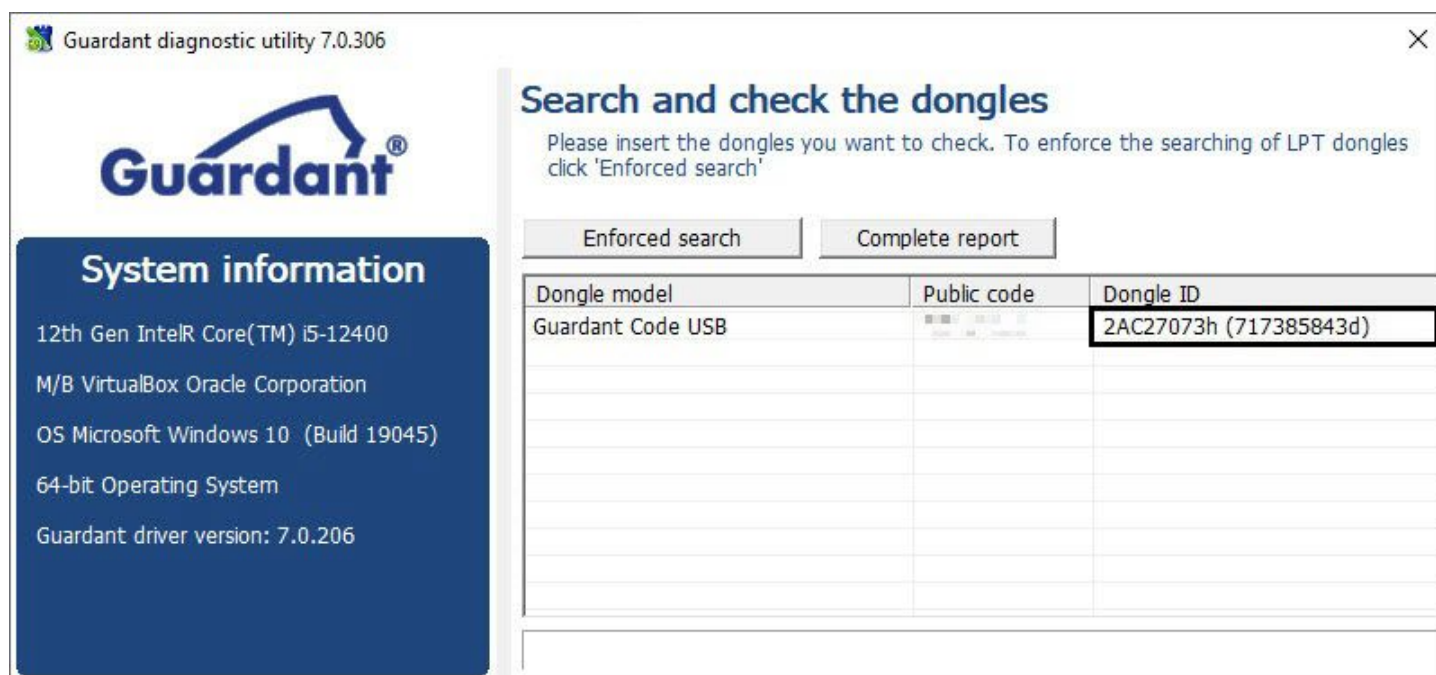 Guardant diagnostic utility 7.0.306
Guardant®
System information
12th Gen IntelR Core(TM) i5-12400
M/B VirtualBox Oracle Corporation
OS Microsoft Windows 10 (Build 19045)
64-bit Operating System
Guardant driver version: 7.0.206
Search and check the dongles
Please insert the dongles you want to check. To enforce the searching of LPT dongles
click 'Enforced search'
Enforced search
Complete report
Dongle model Public code Dongle ID
Guardant Code USB 2AC27073h (717385843d)